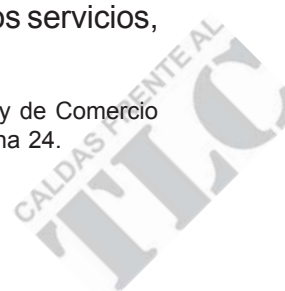 os servicios,
y de Comercio
na 24.
CALDAS FRENTE AL
TLC